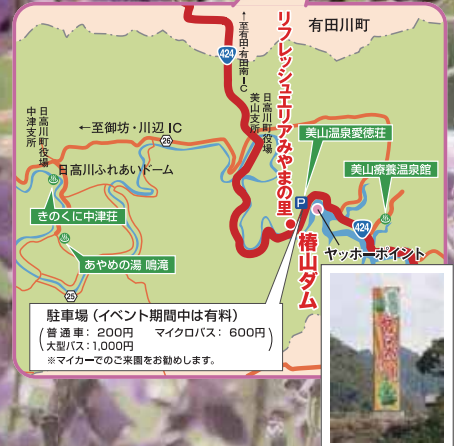 有田川町
↑至有田・有田南IC
424
リフレッシュエリアみやまの里
日高川町役場
美山支所
日高川町役場
中津支所
←至御坊・川辺IC
26
日高川ふれあいドーム
美山温泉愛徳荘
美山療養温泉館
P
きのくに中津荘
424
ヤッホーポイント
椿山ダム
あやめの湯 鳴滝
25
駐車場（イベント期間中は有料）
普通車： 200円　マイクロバス： 600円
大型バス：1,000円
※マイカーでのご来園をお勧めします。